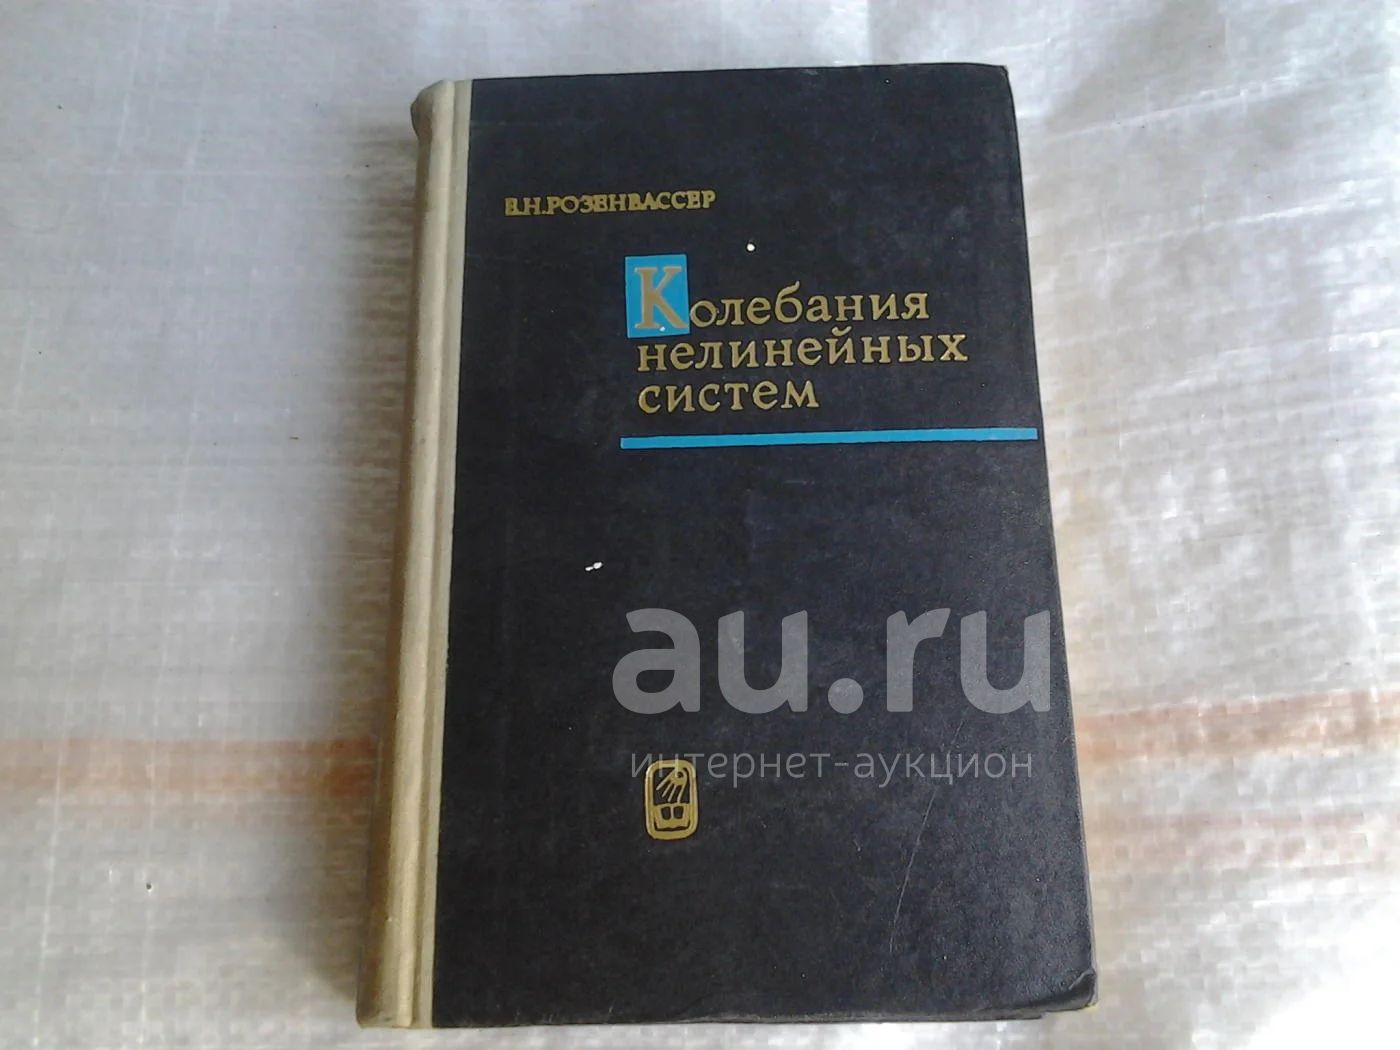 Е.Н.РОЗЕНВАССЕР
Колебания
нелинейных
систем
au.ru
интернет-аукцион